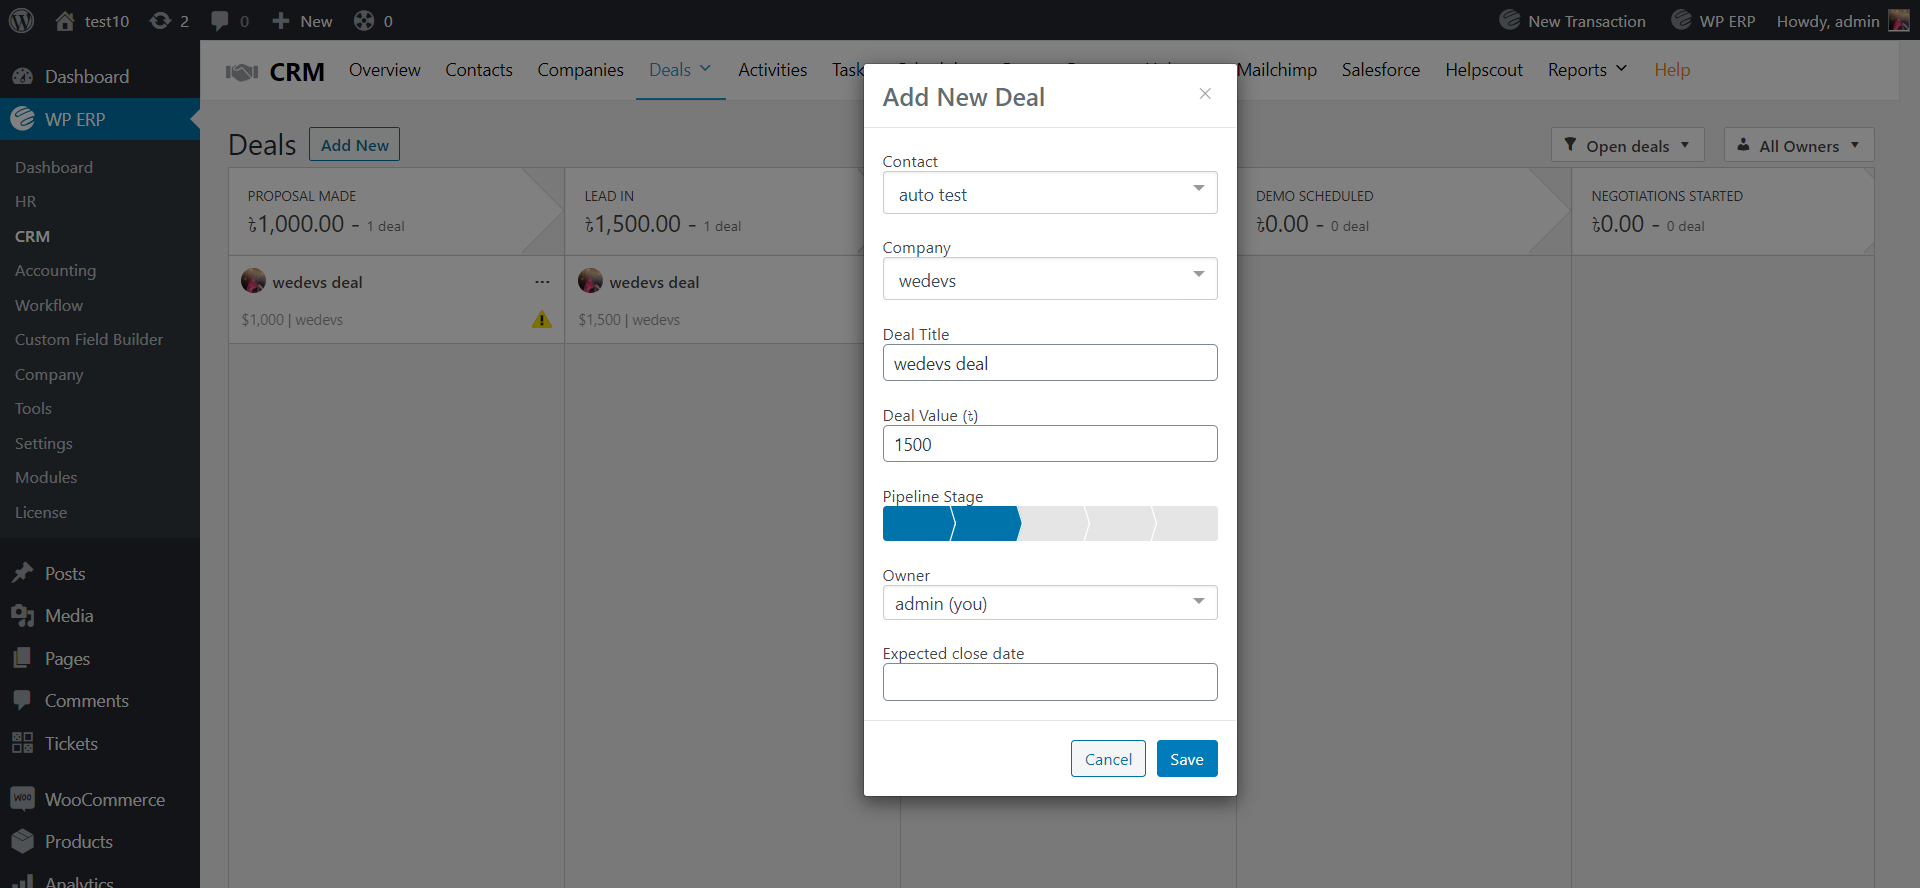 test10 2 0 New 0 New Transaction WP ERP Howdy, admin
Dashboard
WP ERP
Dashboard
HR
CRM
Accounting
Workflow
Custom Field Builder
Company
Tools
Settings
Modules
License
Posts
Media
Pages
Comments
Tickets
WooCommerce
Products
Analytics
CRM Overview Contacts Companies Deals Activities Mailchimp Salesforce Helpscout Reports Help
Deals Add New Open deals All Owners
PROPOSAL MADE
৳1,000.00 - 1 deal
LEAD IN
৳1,500.00 - 1 deal
DEMO SCHEDULED
৳0.00 - 0 deal
NEGOTIATIONS STARTED
৳0.00 - 0 deal
wedevs deal ...
$1,000 | wedevs
wedevs deal
$1,500 | wedevs
Add New Deal ×
Contact
auto test
Company
wedevs
Deal Title
wedevs deal
Deal Value (৳)
1500
Pipeline Stage
Owner
admin (you)
Expected close date
Cancel Save